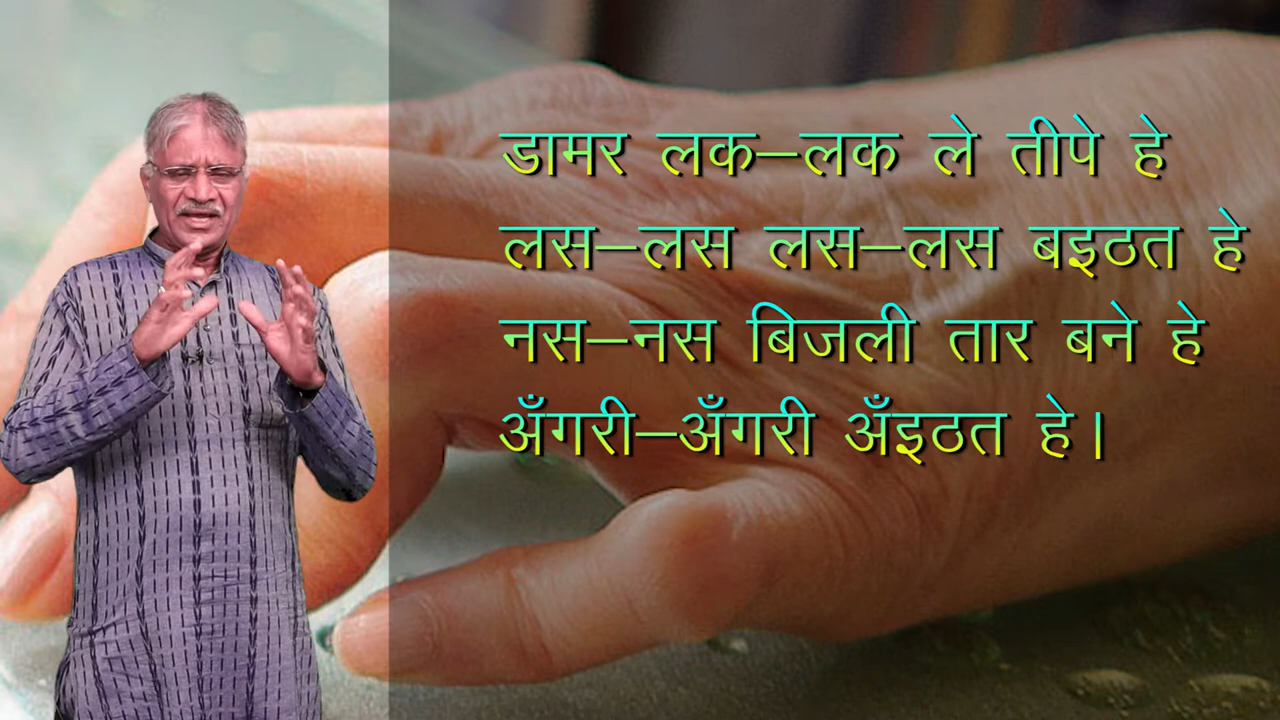 डामर लक–लक ले तीपे हे
लस–लस लस–लस बइठत हे
नस–नस बिजली तार बने हे
अँगरी–अँगरी अँइठत हे।